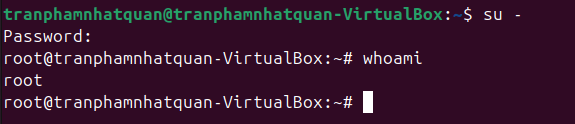 tranphamnhatquan@tranphamnhatquan-VirtualBox:~$ su -
Password:
root@tranphamnhatquan-VirtualBox:~# whoami
root
root@tranphamnhatquan-VirtualBox:~#